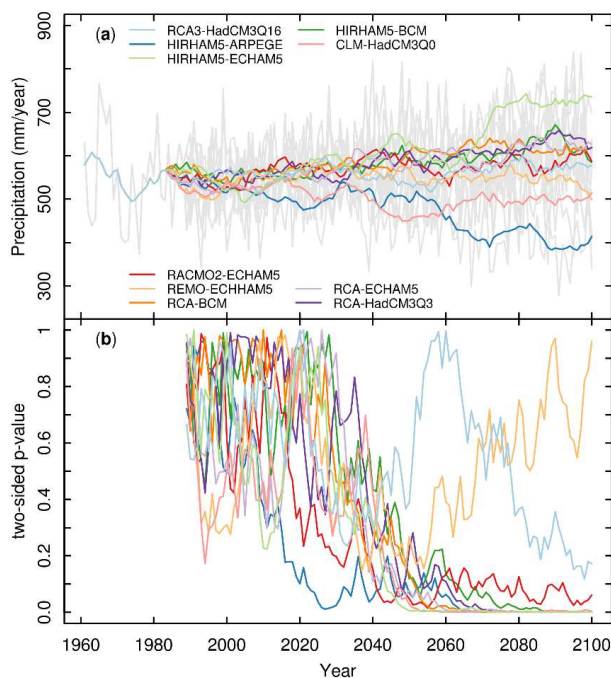 (a)
RCA3-HadCM3Q16
HIRHAM5-ARPEGE
HIRHAM5-ECHAM5
HIRHAM5-BCM
CLM-HadCM3Q0
RACMO2-ECHAM5
REMO-ECHHAM5
RCA-BCM
RCA-ECHAM5
RCA-HadCM3Q3
Precipitation (mm/year)
900
700
500
300
(b)
two-sided p-value
1
0.8
0.6
0.4
0.2
0.0
1960 1980 2000 2020 2040 2060 2080 2100
Year